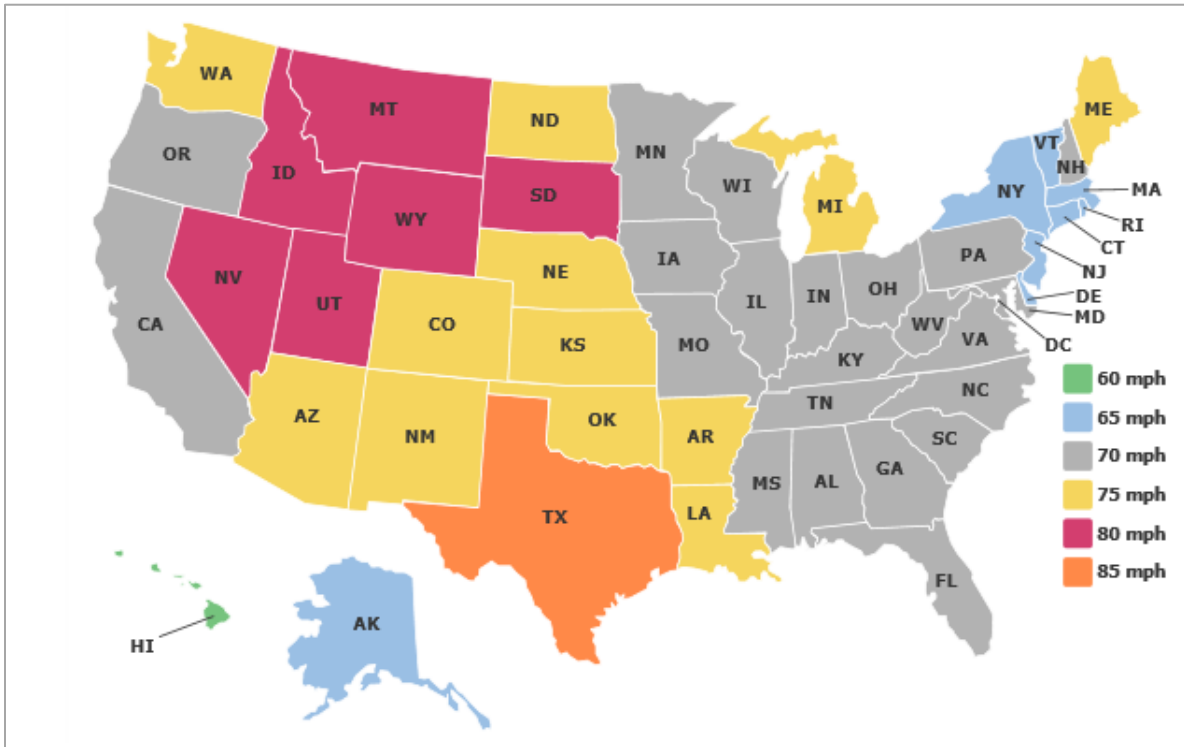 WA
MT
ND
ME
OR
ID
MN
VT
NH
WY
SD
WI
MI
NY
MA
RI
CT
NV
UT
NE
IA
PA
NJ
CA
CO
KS
IL
IN
OH
DE
MD
MO
WV
VA
DC
KY
60 mph
AZ
NM
OK
AR
TN
NC
65 mph
SC
70 mph
TX
LA
MS
AL
GA
75 mph
80 mph
85 mph
FL
HI
AK